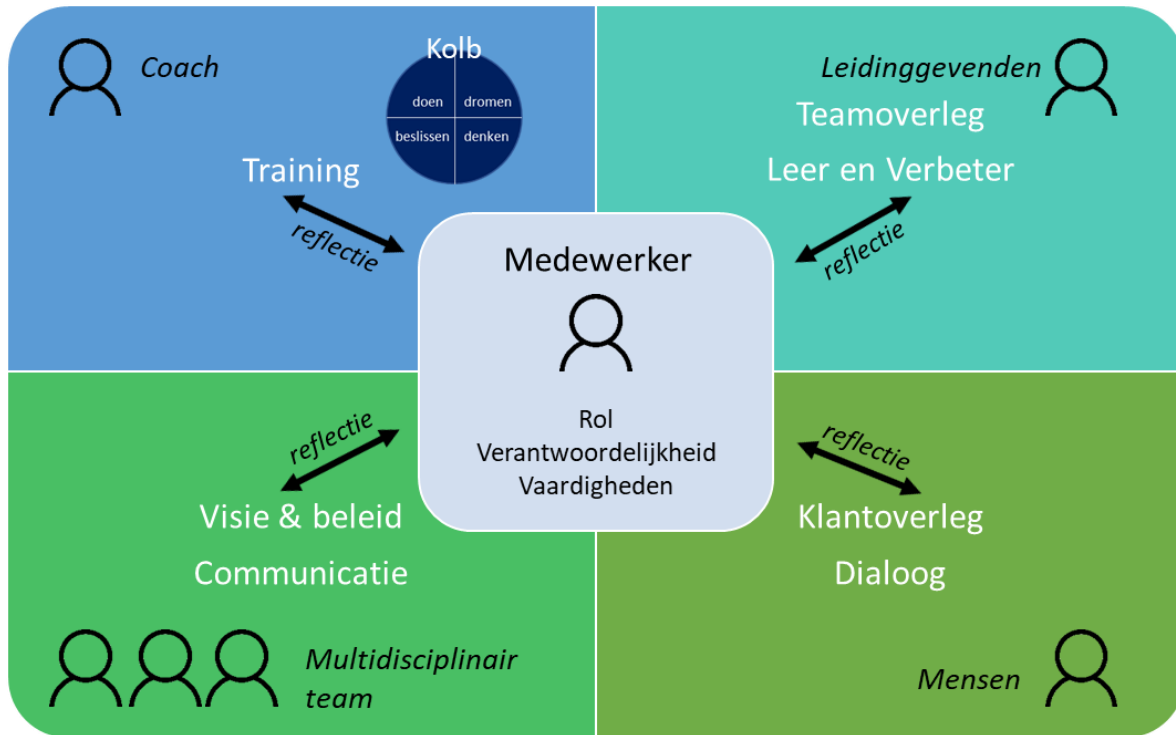 Coach
Kolb
doen dromen
beslissen denken
Training
reflectie
Leidinggevenden
Teamoverleg
Leer en Verbeter
reflectie
Medewerker
Rol
Verantwoordelijkheid
Vaardigheden
reflectie
Visie & beleid
Communicatie
Multidisciplinair
team
reflectie
Klantoverleg
Dialoog
Mensen